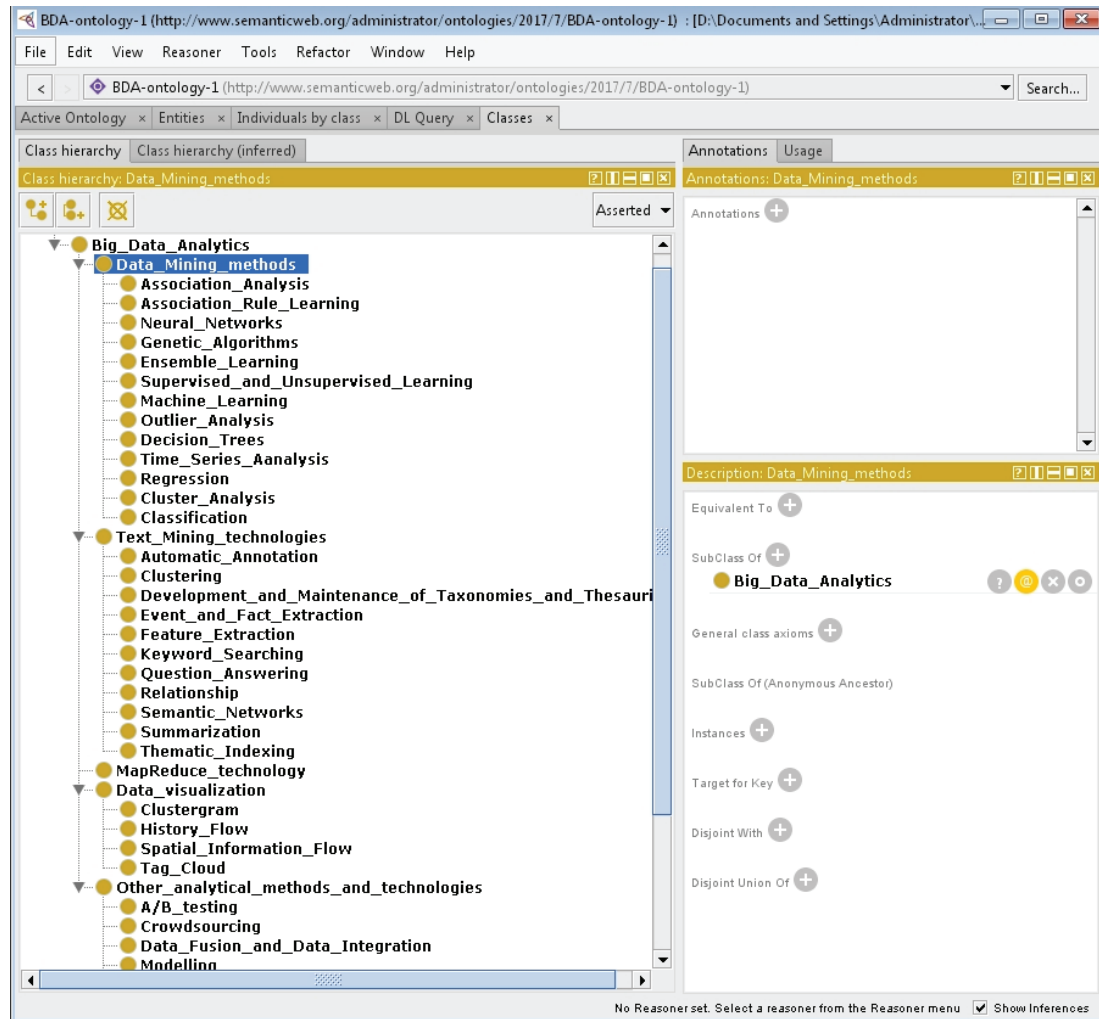 BDA-ontology-1 (http://www.semanticweb.org/administrator/ontologies/2017/7/BDA-ontology-1) : [D:\Documents and Settings\Administrator\...
File Edit View Reasoner Tools Refactor Window Help
< > BDA-ontology-1 (http://www.semanticweb.org/administrator/ontologies/2017/7/BDA-ontology-1) Search...
Active Ontology × Entities × Individuals by class × DL Query × Classes ×
Class hierarchy Class hierarchy (inferred)
Class hierarchy: Data_Mining_methods
Asserted
Big_Data_Analytics
Data_Mining_methods
Association_Analysis
Association_Rule_Learning
Neural_Networks
Genetic_Algorithms
Ensemble_Learning
Supervised_and_Unsupervised_Learning
Machine_Learning
Outlier_Analysis
Decision_Trees
Time_Series_Aanalysis
Regression
Cluster_Analysis
Classification
Text_Mining_technologies
Automatic_Annotation
Clustering
Development_and_Maintenance_of_Taxonomies_and_Thesauri
Event_and_Fact_Extraction
Feature_Extraction
Keyword_Searching
Question_Answering
Relationship
Semantic_Networks
Summarization
Thematic_Indexing
MapReduce_technology
Data_visualization
Clustergram
History_Flow
Spatial_Information_Flow
Tag_Cloud
Other_analytical_methods_and_technologies
A/B_testing
Crowdsourcing
Data_Fusion_and_Data_Integration
Modelling
Annotations Usage
Annotations: Data_Mining_methods
Annotations
Description: Data_Mining_methods
Equivalent To
SubClass Of
Big_Data_Analytics
General class axioms
SubClass Of (Anonymous Ancestor)
Instances
Target for Key
Disjoint With
Disjoint Union Of
No Reasoner set. Select a reasoner from the Reasoner menu Show Inferences